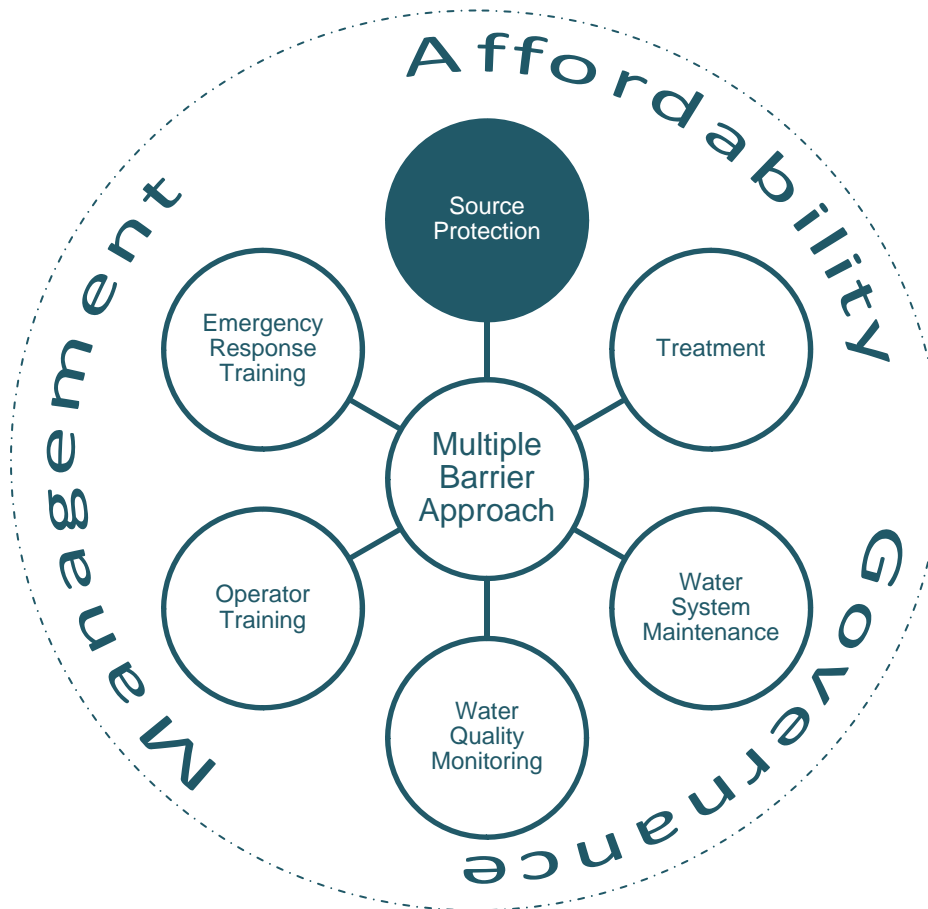 Affordability
Source
Protection
Emergency
Response
Training
Treatment
Management
Multiple
Barrier
Approach
Operator
Training
Water
System
Maintenance
Governance
Water
Quality
Monitoring